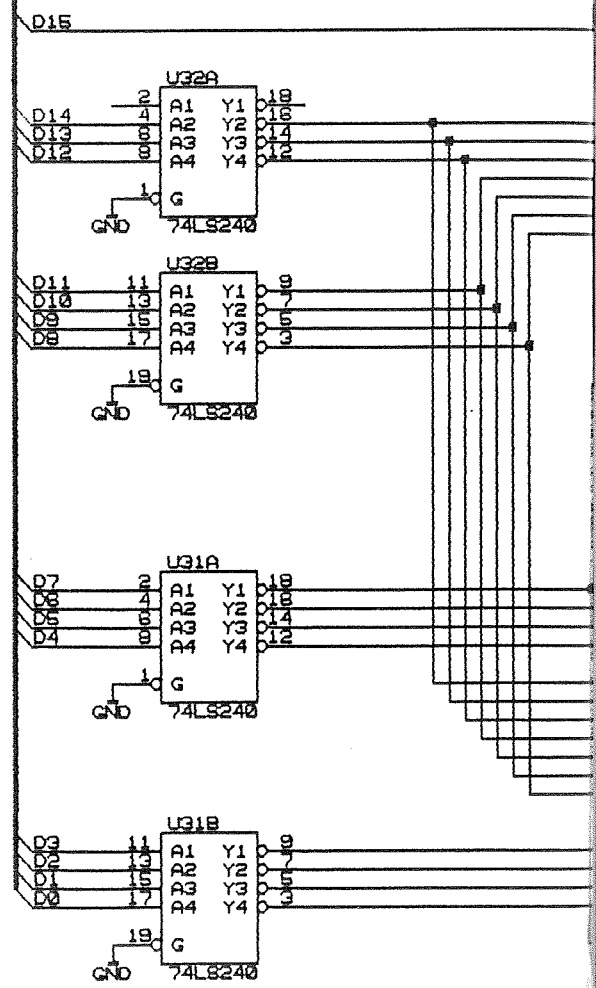 D15
U32A
2 A1 Y1 18
D14 4 A2 Y2 16
D13 6 A3 Y3 14
D12 8 A4 Y4 12
1 G
GND 74LS240
U32B
D11 11 A1 Y1 9
D10 13 A2 Y2 7
D9 15 A3 Y3 5
D8 17 A4 Y4 3
19 G
GND 74LS240
U31A
D7 2 A1 Y1 18
D6 4 A2 Y2 16
D5 6 A3 Y3 14
D4 8 A4 Y4 12
1 G
GND 74LS240
U31B
D3 11 A1 Y1 9
D2 13 A2 Y2 7
D1 15 A3 Y3 5
D0 17 A4 Y4 3
19 G
GND 74LS240